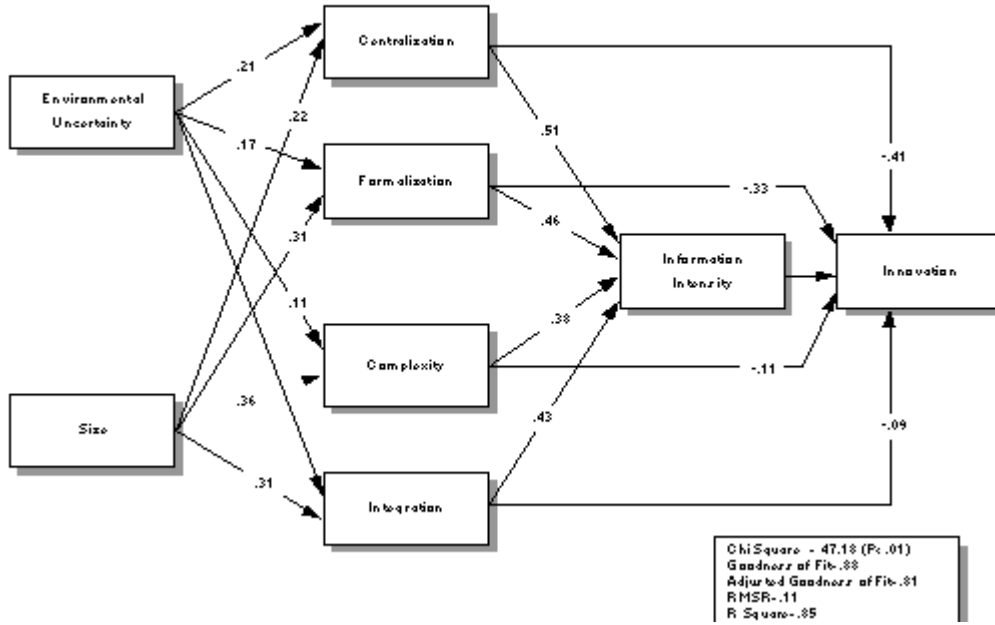 Centralization
.21
Environmental
Uncertainty
.22
.17
.51
-.41
Formalization
-.33
.46
.31
Information
Intensity
Innovation
.11
.38
Complexity
-.11
.36
Size
.43
-.09
.31
Integration
Chi Square - 47.18 (P< .01)
Goodness of Fit-.88
Adjusted Goodness of Fit-.81
RMSR-.11
R Square-.85